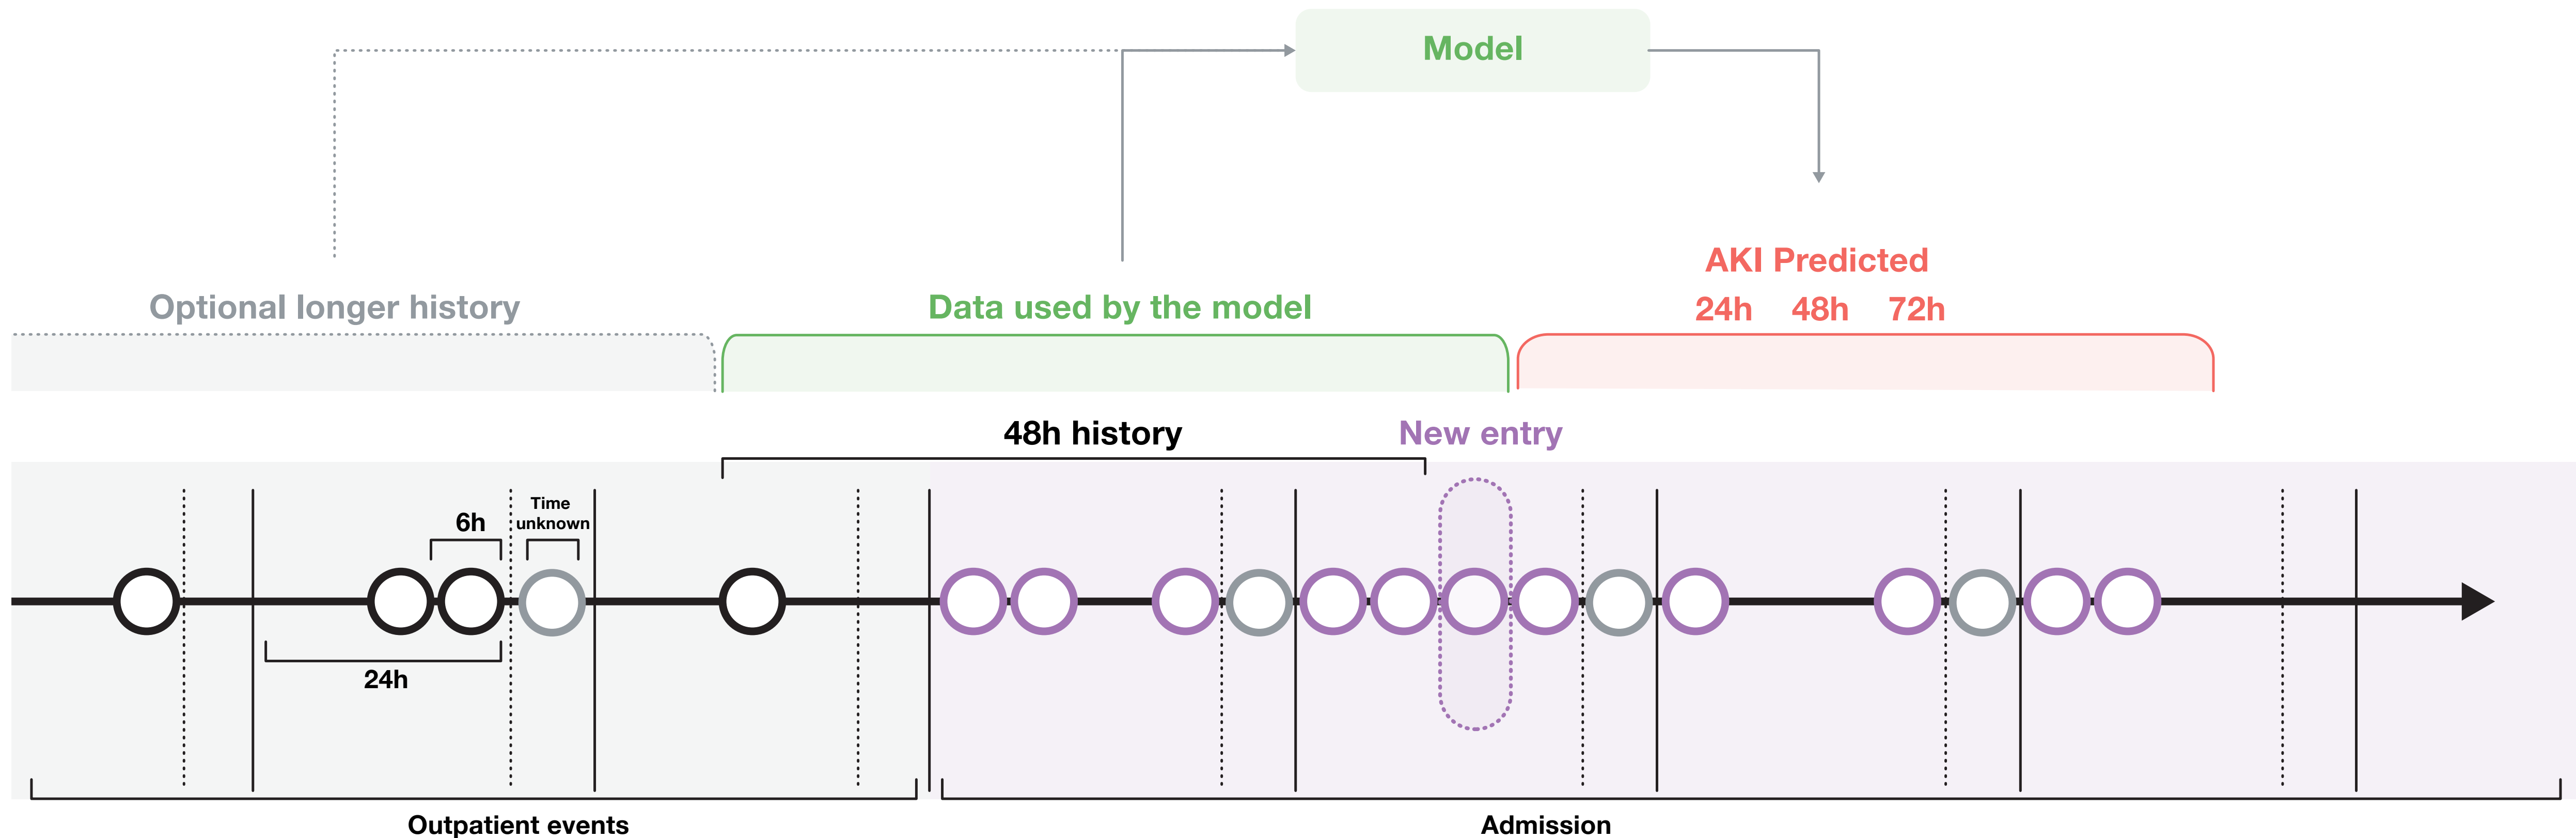 Model
Optional longer history
Data used by the model
AKI Predicted
24h 48h 72h
48h history
New entry
6h
Time
unknown
24h
Outpatient events
Admission